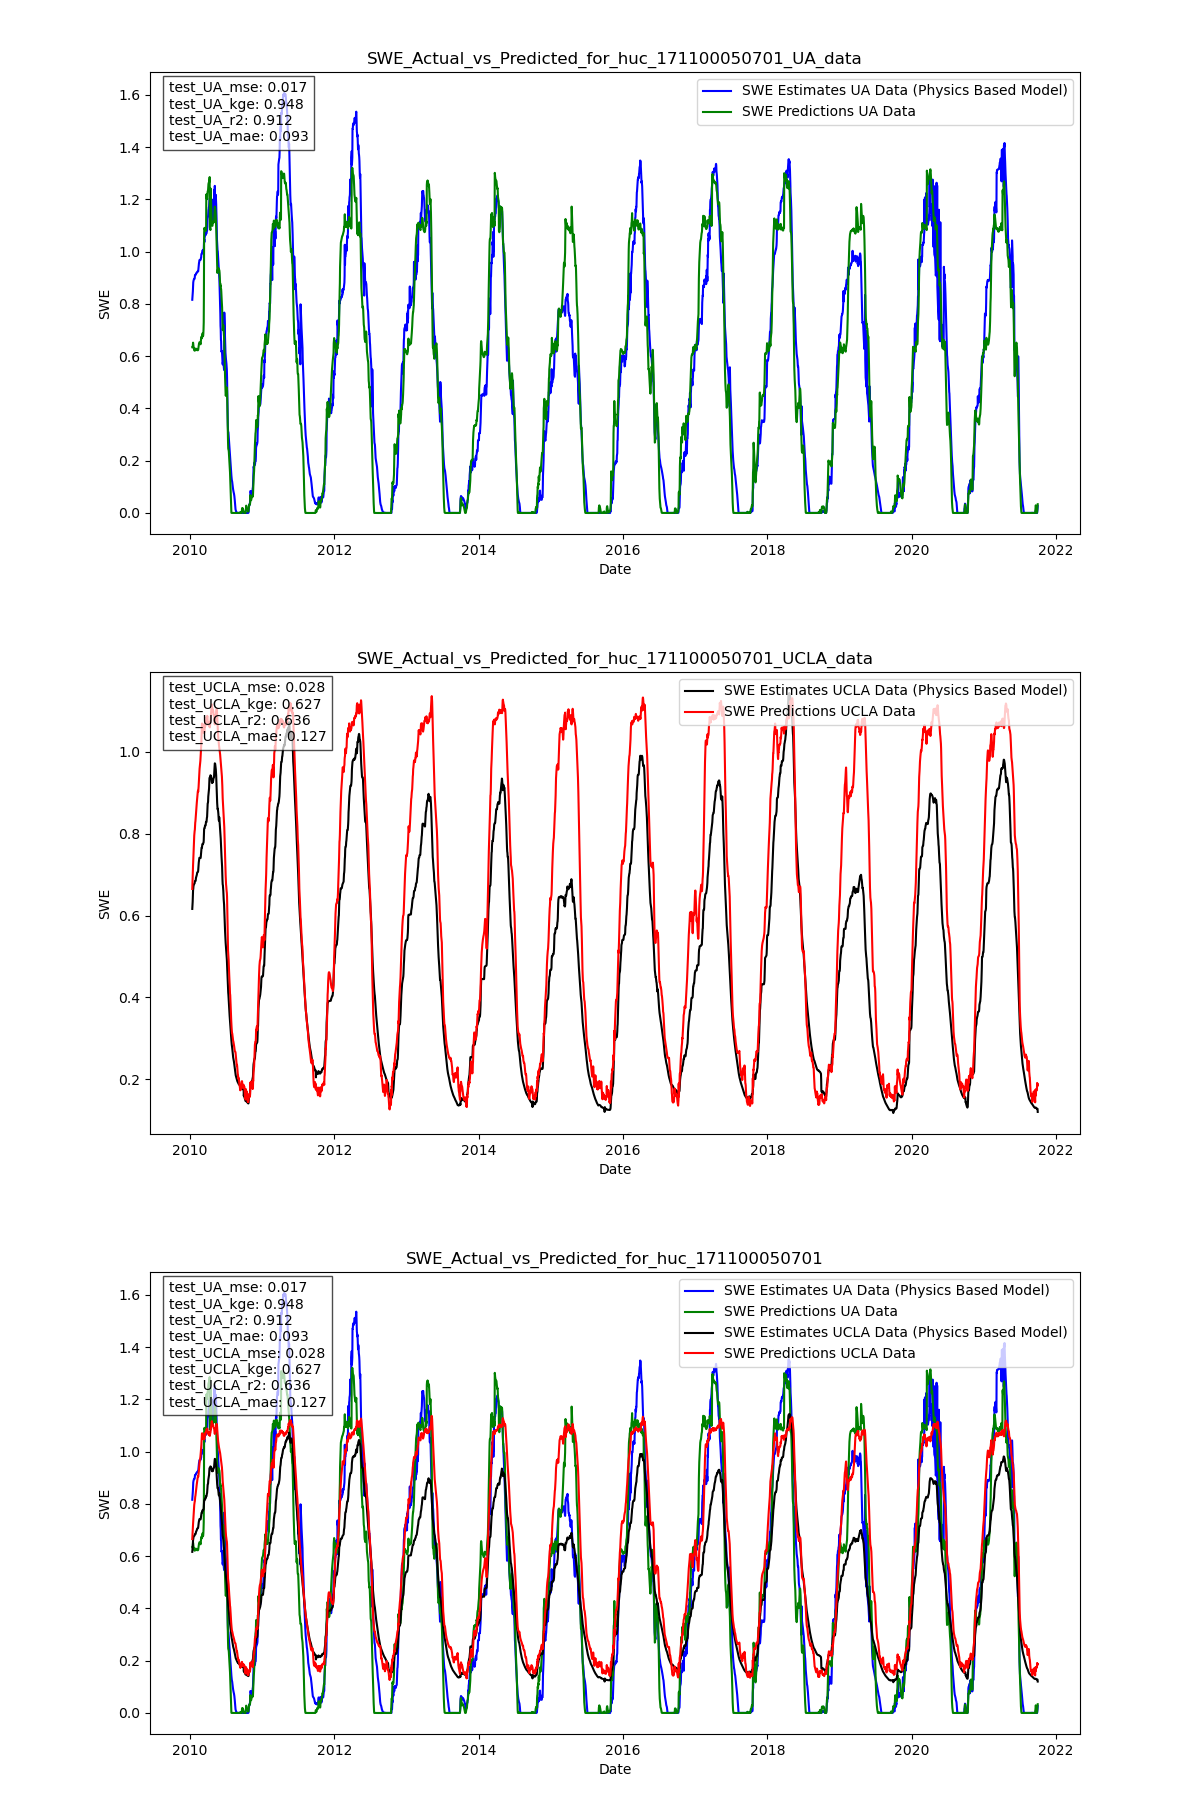 SWE_Actual_vs_Predicted_for_huc_171100050701_UA_data
test_UA_mse: 0.017
test_UA_kge: 0.948
test_UA_r2: 0.912
test_UA_mae: 0.093
SWE Estimates UA Data (Physics Based Model)
SWE Predictions UA Data
1.6
1.4
1.2
1.0
0.8
0.6
0.4
0.2
0.0
SWE
2010 2012 2014 2016 2018 2020 2022
Date
SWE_Actual_vs_Predicted_for_huc_171100050701_UCLA_data
test_UCLA_mse: 0.028
test_UCLA_kge: 0.627
test_UCLA_r2: 0.636
test_UCLA_mae: 0.127
SWE Estimates UCLA Data (Physics Based Model)
SWE Predictions UCLA Data
1.0
0.8
0.6
0.4
0.2
SWE
2010 2012 2014 2016 2018 2020 2022
Date
SWE_Actual_vs_Predicted_for_huc_171100050701
test_UA_mse: 0.017
test_UA_kge: 0.948
test_UA_r2: 0.912
test_UA_mae: 0.093
test_UCLA_mse: 0.028
test_UCLA_kge: 0.627
test_UCLA_r2: 0.636
test_UCLA_mae: 0.127
SWE Estimates UA Data (Physics Based Model)
SWE Predictions UA Data
SWE Estimates UCLA Data (Physics Based Model)
SWE Predictions UCLA Data
1.6
1.4
1.2
1.0
0.8
0.6
0.4
0.2
0.0
SWE
2010 2012 2014 2016 2018 2020 2022
Date